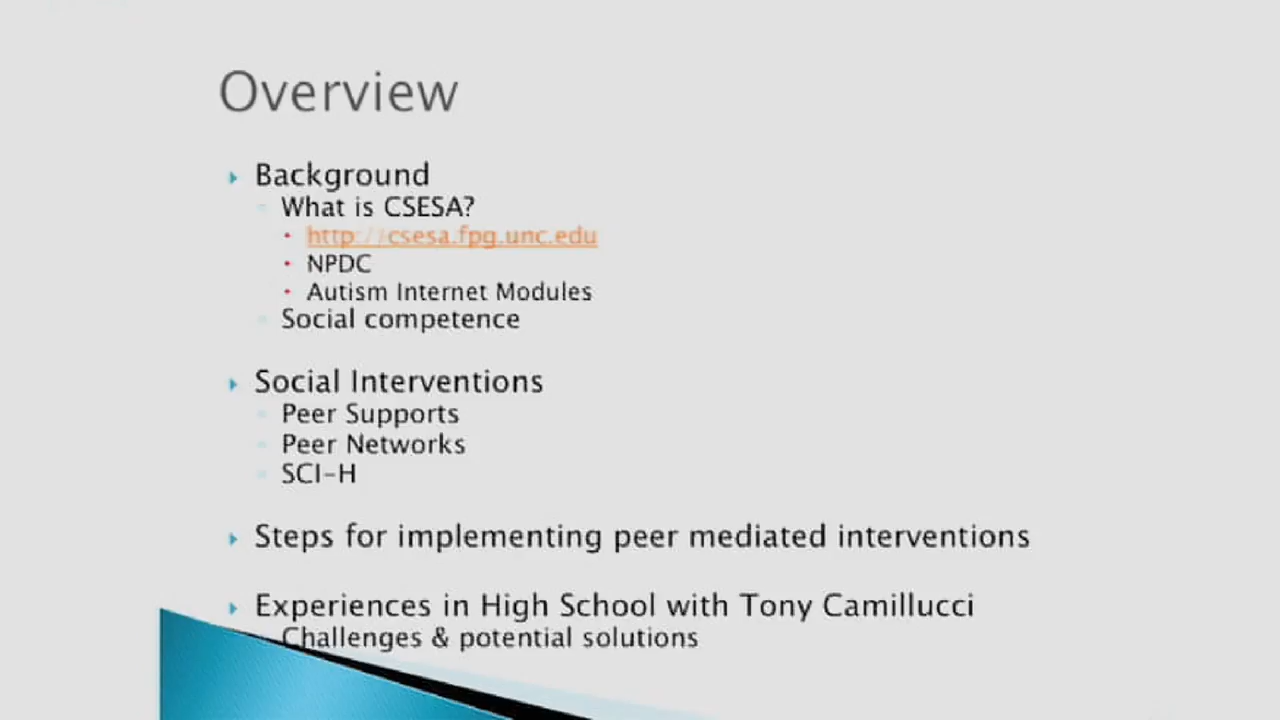 Overview
Background
What is CSESA?
http://csesa.fpg.unc.edu
NPDC
Autism Internet Modules
Social competence
Social Interventions
Peer Supports
Peer Networks
SCI-H
Steps for implementing peer mediated interventions
Experiences in High School with Tony Camillucci
Challenges & potential solutions